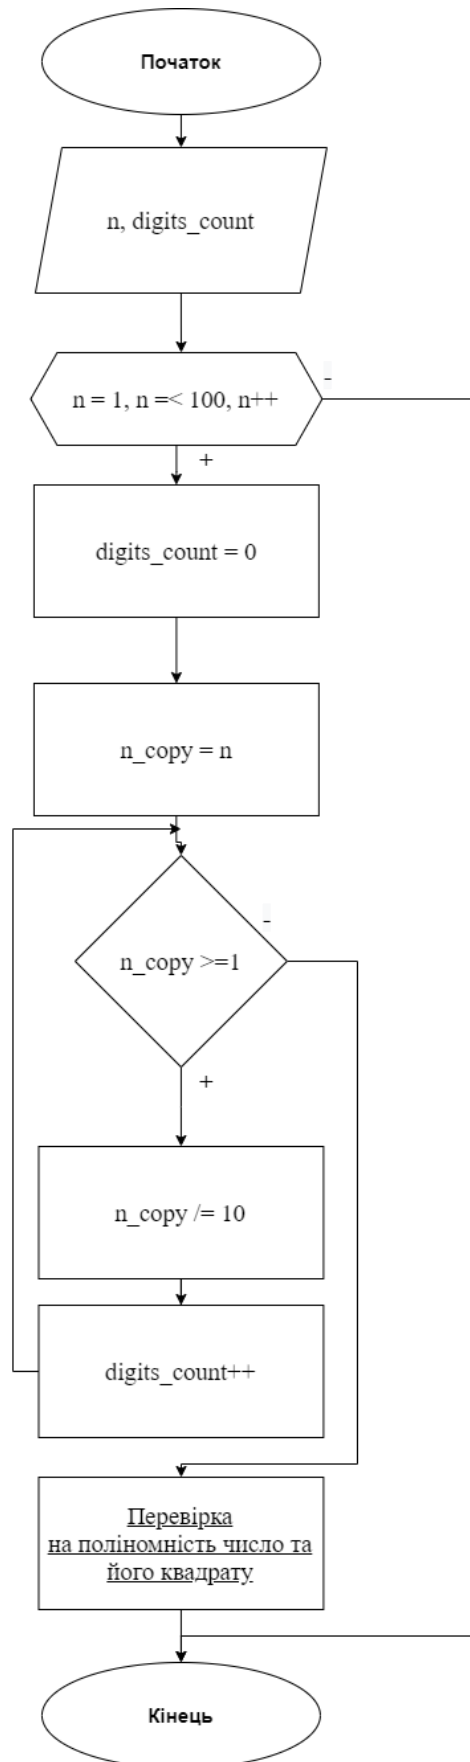 Початок
n, digits_count
n = 1, n =< 100, n++
-
+
digits_count = 0
n_copy = n
-
n_copy >=1
+
n_copy /= 10
digits_count++
Перевірка
на поліномність число та
його квадрату
Кінець